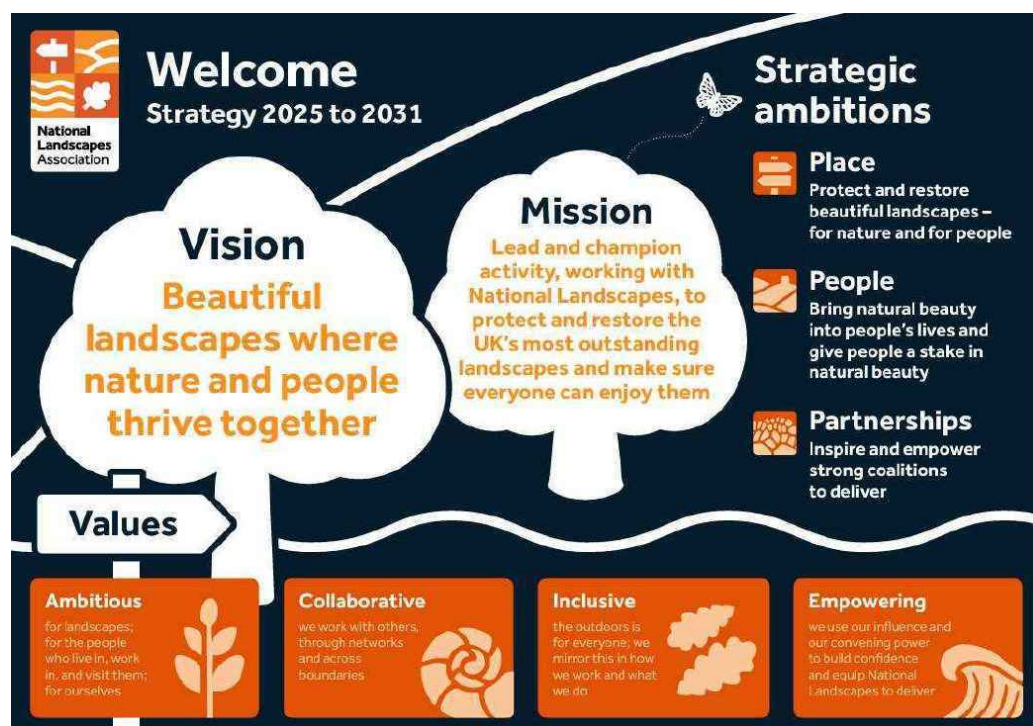 National
Landscapes
Association
Welcome
Strategy 2025 to 2031
Vision
Beautiful
landscapes where
nature and people
thrive together
Mission
Lead and champion
activity, working with
National Landscapes, to
protect and restore the
UK's most outstanding
landscapes and make sure
everyone can enjoy them
Strategic
ambitions
Place
Protect and restore
beautiful landscapes –
for nature and for people
People
Bring natural beauty
into people's lives and
give people a stake in
natural beauty
Partnerships
Inspire and empower
strong coalitions
to deliver
Values
Ambitious
for landscapes;
for the people
who live in, work
in, and visit them;
for ourselves
Collaborative
we work with others,
through networks
and across
boundaries
Inclusive
the outdoors is
for everyone; we
mirror this in how
we work and what
we do
Empowering
we use our influence and
our convening power
to build confidence
and equip National
Landscapes to deliver